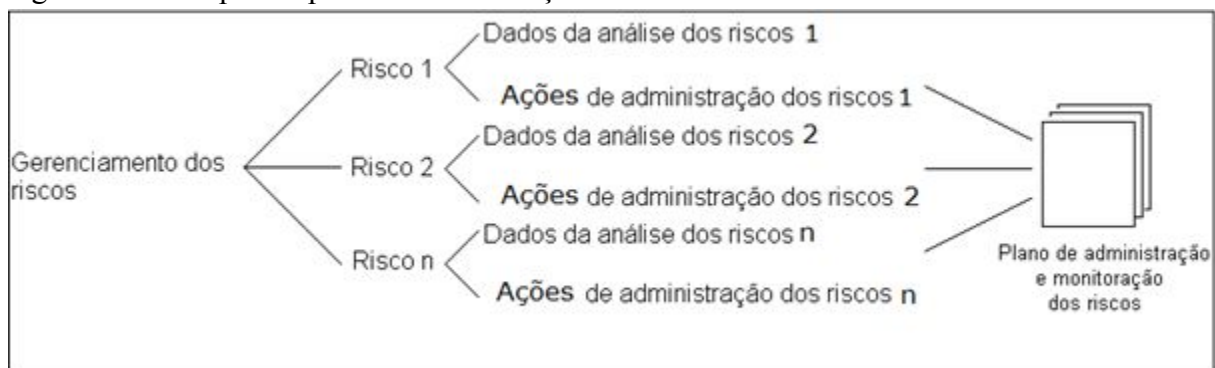 Dados da análise dos riscos 1
Risco 1
Ações de administração dos riscos 1
Dados da análise dos riscos 2
Gerenciamento dos
riscos
Risco 2
Ações de administração dos riscos 2
Dados da análise dos riscos n
Risco n
Ações de administração dos riscos n
Plano de administração
e monitoração
dos riscos